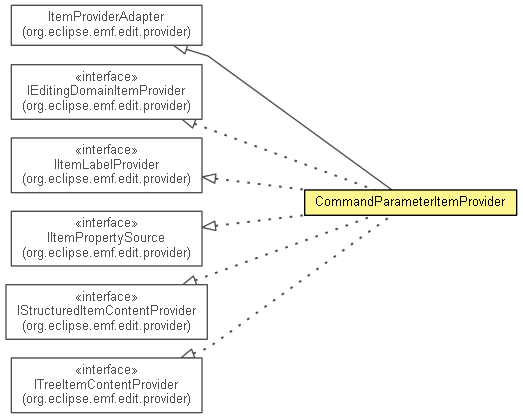 ItemProviderAdapter
(org.eclipse.emf.edit.provider)
«interface»
IEditingDomainItemProvider
(org.eclipse.emf.edit.provider)
«interface»
IItemLabelProvider
(org.eclipse.emf.edit.provider)
CommandParameterItemProvider
«interface»
IItemPropertySource
(org.eclipse.emf.edit.provider)
«interface»
IStructuredItemContentProvider
(org.eclipse.emf.edit.provider)
«interface»
ITreeItemContentProvider
(org.eclipse.emf.edit.provider)